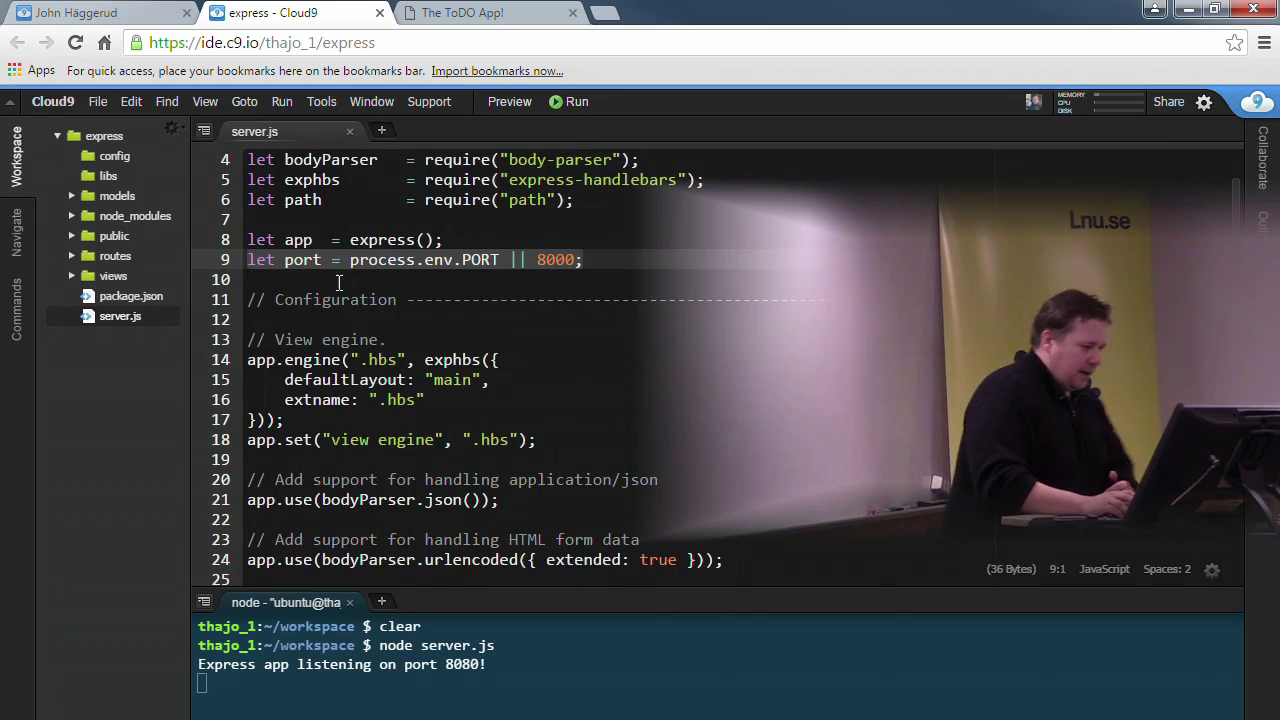 John Häggerud
express - Cloud9
The ToDO App!
https://ide.c9.io/thajo_1/express
Apps
For quick access, place your bookmarks here on the bookmarks bar. Import bookmarks now...
Cloud9 File Edit Find View Goto Run Tools Window Support Preview Run
MEMORY
CPU
DISK
Share
9
Workspace
Navigate
Commands
express
config
libs
models
node_modules
public
routes
views
package.json
server.js
server.js
4 let bodyParser = require("body-parser");
5 let exphbs = require("express-handlebars");
6 let path = require("path");
7
8 let app = express();
9 let port = process.env.PORT || 8000;
10
11 // Configuration ----------------------------------------------
12
13 // View engine.
14 app.engine(".hbs", exphbs({
15 defaultLayout: "main",
16 extname: ".hbs"
17 }));
18 app.set("view engine", ".hbs");
19
20 // Add support for handling application/json
21 app.use(bodyParser.json());
22
23 // Add support for handling HTML form data
24 app.use(bodyParser.urlencoded({ extended: true }));
25
Lnu.se
(36 Bytes) 9:1 JavaScript Spaces: 2
Collaborate
node - "ubuntu@tha
thajo_1:~/workspace $ clear
thajo_1:~/workspace $ node server.js
Express app listening on port 8080!